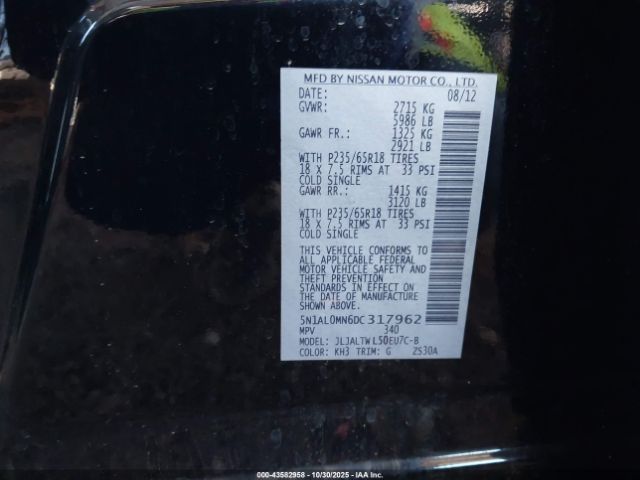 MFD BY NISSAN MOTOR CO., LTD.
DATE: 08/12
GVWR: 2715 KG
5986 LB
GAWR FR.: 1325 KG
2921 LB
WITH P235/65R18 TIRES
18 X 7.5 RIMS AT 33 PSI
COLD SINGLE
GAWR RR.: 1415 KG
3120 LB
WITH P235/65R18 TIRES
18 X 7.5 RIMS AT 33 PSI
COLD SINGLE
THIS VEHICLE CONFORMS TO
ALL APPLICABLE FEDERAL
MOTOR VEHICLE SAFETY AND
THEFT PREVENTION
STANDARDS IN EFFECT ON
THE DATE OF MANUFACTURE
SHOWN ABOVE.
5N1AL0MN6DC317962
MPV 340
MODEL: JLJALTWL50EU7C-B
COLOR: KH3 TRIM: G ZS30A
000-43582958 - 10/30/2025 - IAA Inc.